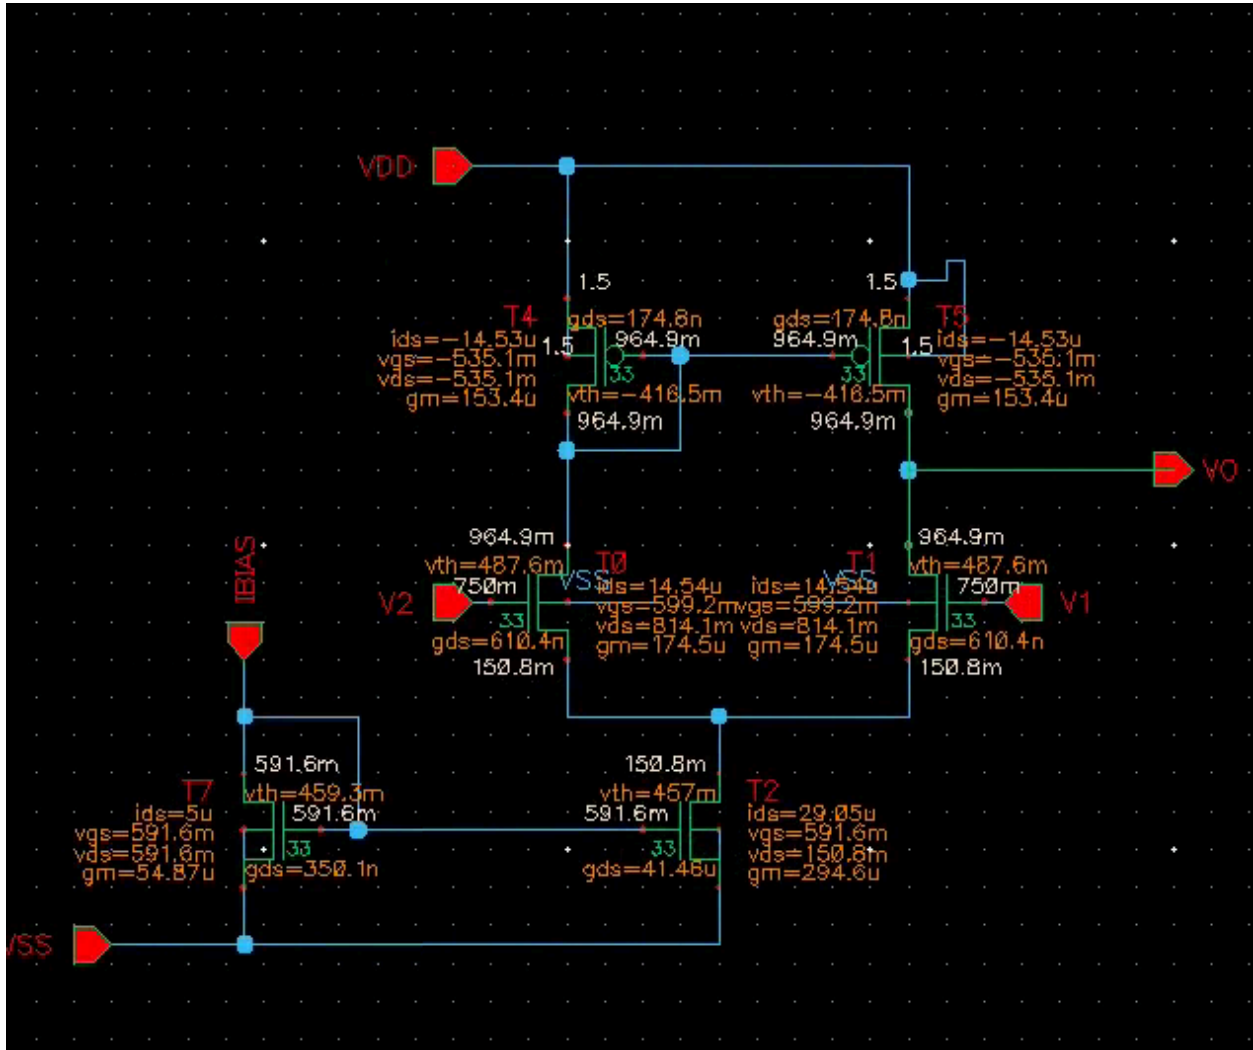 VDD
1.5
1.5
T4
gds=174.8n
gds=174.8n
T5
ids=-14.53u
vgs=-535.1m
vds=-535.1m
gm=153.4u
1.5
964.9m
33
vth=-416.5m
964.9m
964.9m
33
vth=-416.5m
964.9m
1.5
ids=-14.53u
vgs=-535.1m
vds=-535.1m
gm=153.4u
VO
IBIAS
964.9m
vth=487.6m
T0
T1
964.9m
vth=487.6m
V2
750m
33
gds=610.4n
150.8m
VSS
ids=14.54u
vgs=599.2m
vds=814.1m
gm=174.5u
VSS
ids=14.54u
vgs=599.2m
vds=814.1m
gm=174.5u
750m
V1
33
gds=610.4n
150.8m
591.6m
T7
vth=459.3m
ids=5u
vgs=591.6m
vds=591.6m
gm=54.87u
591.6m
33
gds=350.1n
150.8m
vth=457m
T2
591.6m
33
gds=41.46u
ids=29.05u
vgs=591.6m
vds=150.8m
gm=294.6u
VSS